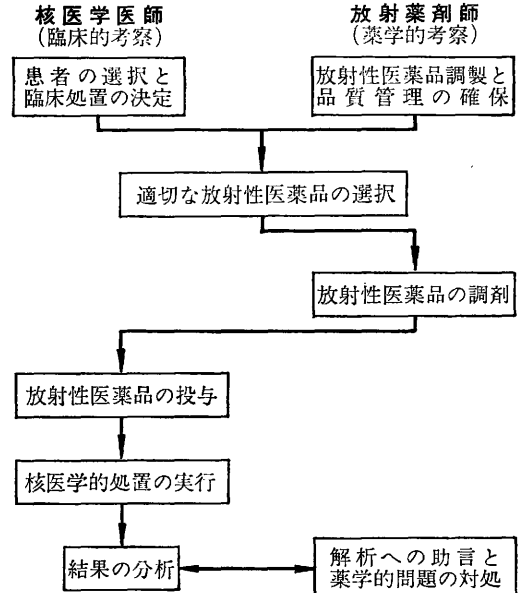 核医学医師
(臨床的考察)
放射薬剤師
(薬学的考察)
患者の選択と
臨床処置の決定
放射性医薬品調製と
品質管理の確保
適切な放射性医薬品の選択
放射性医薬品の調剤
放射性医薬品の投与
核医学的処置の実行
結果の分析
解析への助言と
薬学的問題の対処